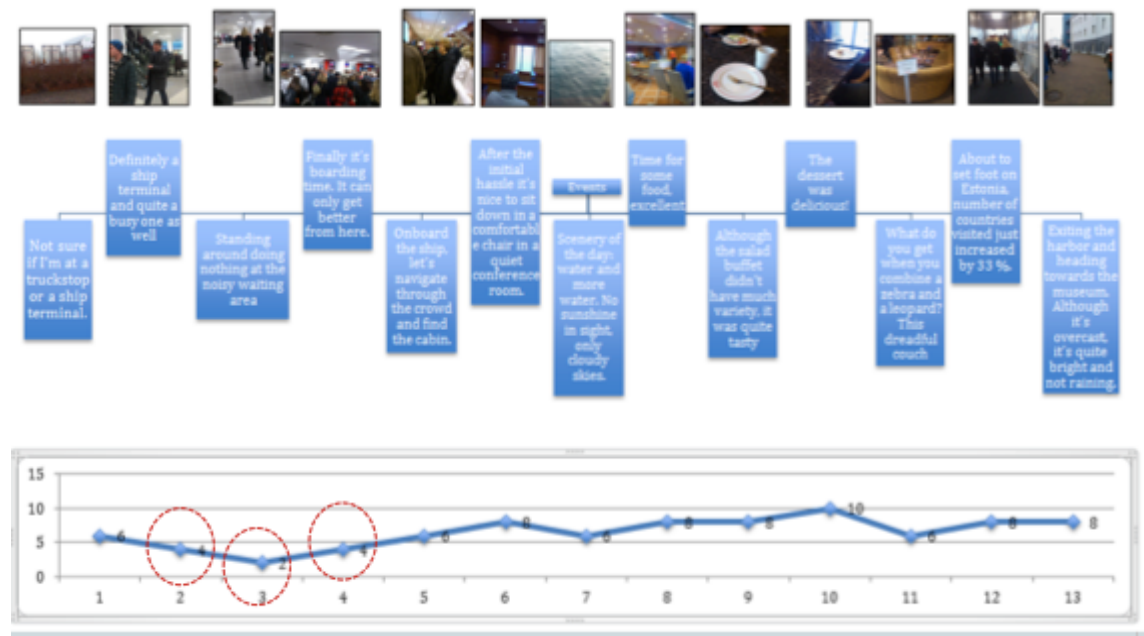 Not sure
if I'm at a
truckstop
or a ship
terminal.
Definitely a
ship
terminal
and quite a
busy one as
well
Standing
around doing
nothing at the
noisy waiting
area
Finally it's
boarding
time. It can
only get
better
from here.
Onboard
the ship,
let's
navigate
through
the crowd
and find
the cabin.
After the
initial
hassle it's
nice to sit
down in a
comfortabl
e chair in a
quiet
conference
room.
Events
Scenery of
the day:
water and
more
water. No
sunshine
in sight,
only
cloudy
skies.
Time for
some
food,
excellent
Although
the salad
buffet
didn't
have much
variety, it
was quite
tasty
The
dessert
was
delicious!
What do
you get
when you
combine a
zebra and
a leopard?
This
dreadful
couch
About to
set foot on
Estonia,
number of
countries
visited just
increased
by 33 %.
Exiting the
harbor and
heading
towards the
museum.
Although
it's
overcast,
it's quite
bright and
not raining.
15
10
5
0
6
4
2
4
6
8
6
8
8
10
6
8
8
1 2 3 4 5 6 7 8 9 10 11 12 13